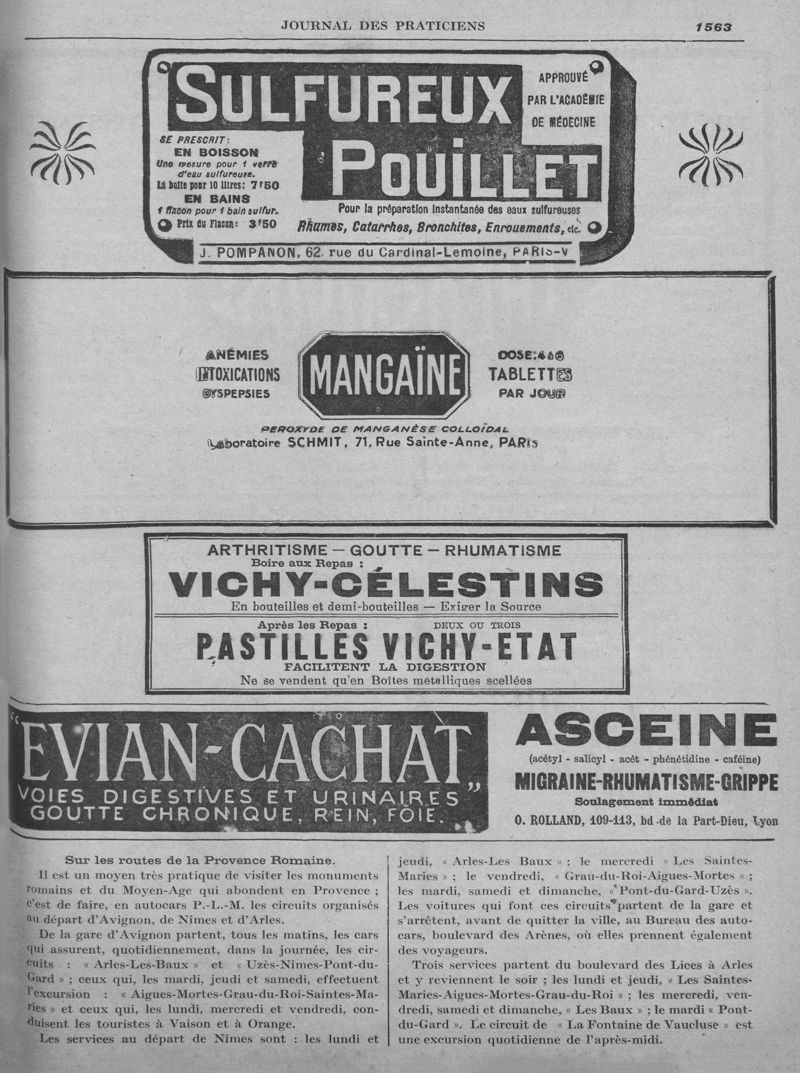 JOURNAL DES PRATICIENS
1563
SULFUREUX
POUILLET
APPROUVÉ
PAR L'ACADÉMIE
DE MÉDECINE
SE PRESCRIT:
EN BOISSON
Une mesure pour 1 verre
d'eau sulfureuse.
La boîte pour 10 litres: 7f50
EN BAINS
1 flacon pour 1 bain sulfur.
Prix du Flacon: 3f50
Pour la préparation instantanée des eaux sulfureuses
Rhumes, Catarrhes, Bronchites, Enrouements, etc.
J. POMPANON, 62, rue du Cardinal-Lemoine, PARIS-V
ANÉMIES
INTOXICATIONS
DYSPEPSIES
MANGAÏNE
DOSE: 4 à 6
TABLETTES
PAR JOUR
PEROXYDE DE MANGANÈSE COLLOÏDAL
Laboratoire SCHMIT, 71, Rue Sainte-Anne, PARIS
ARTHRITISME — GOUTTE — RHUMATISME
Boire aux Repas :
VICHY-CÉLESTINS
En bouteilles et demi-bouteilles — Exiger la Source
Après les Repas : DEUX OU TROIS
PASTILLES VICHY-ETAT
FACILITENT LA DIGESTION
Ne se vendent qu'en Boîtes métalliques scellées
"EVIAN-CACHAT"
VOIES DIGESTIVES ET URINAIRES
GOUTTE CHRONIQUE, REIN, FOIE.
ASCEINE
(acétyl - salicyl - acét - phénétidine - caféine)
MIGRAINE-RHUMATISME-GRIPPE
Soulagement immédiat
O. ROLLAND, 109-113, bd de la Part-Dieu, Lyon
Sur les routes de la Provence Romaine.
Il est un moyen très pratique de visiter les monuments
romains et du Moyen-Age qui abondent en Provence ;
c'est de faire, en autocars P.-L.-M. les circuits organisés
au départ d'Avignon, de Nîmes et d'Arles.
De la gare d'Avignon partent, tous les matins, les cars
qui assurent, quotidiennement, dans la journée, les cir-
cuits : « Arles-Les-Baux » et « Uzès-Nîmes-Pont-du-
Gard » ; ceux qui, les mardi, jeudi et samedi, effectuent
l'excursion : « Aigues-Mortes-Grau-du-Roi-Saintes-Ma-
ries » et ceux qui, les lundi, mercredi et vendredi, con-
duisent les touristes à Vaison et à Orange.
Les services au départ de Nîmes sont : les lundi et
jeudi, « Arles-Les Baux » ; le mercredi « Les Saintes-
Maries » ; le vendredi, « Grau-du-Roi-Aigues-Mortes » ;
les mardi, samedi et dimanche, « Pont-du-Gard-Uzès ».
Les voitures qui font ces circuits partent de la gare et
s'arrêtent, avant de quitter la ville, au Bureau des auto-
cars, boulevard des Arènes, où elles prennent également
des voyageurs.
Trois services partent du boulevard des Lices à Arles
et y reviennent le soir ; les lundi et jeudi, « Les Saintes-
Maries-Aigues-Mortes-Grau-du-Roi » ; les mercredi, ven-
dredi, samedi et dimanche, « Les Baux » ; le mardi « Pont-
du-Gard ». Le circuit de « La Fontaine de Vaucluse » est
une excursion quotidienne de l'après-midi.